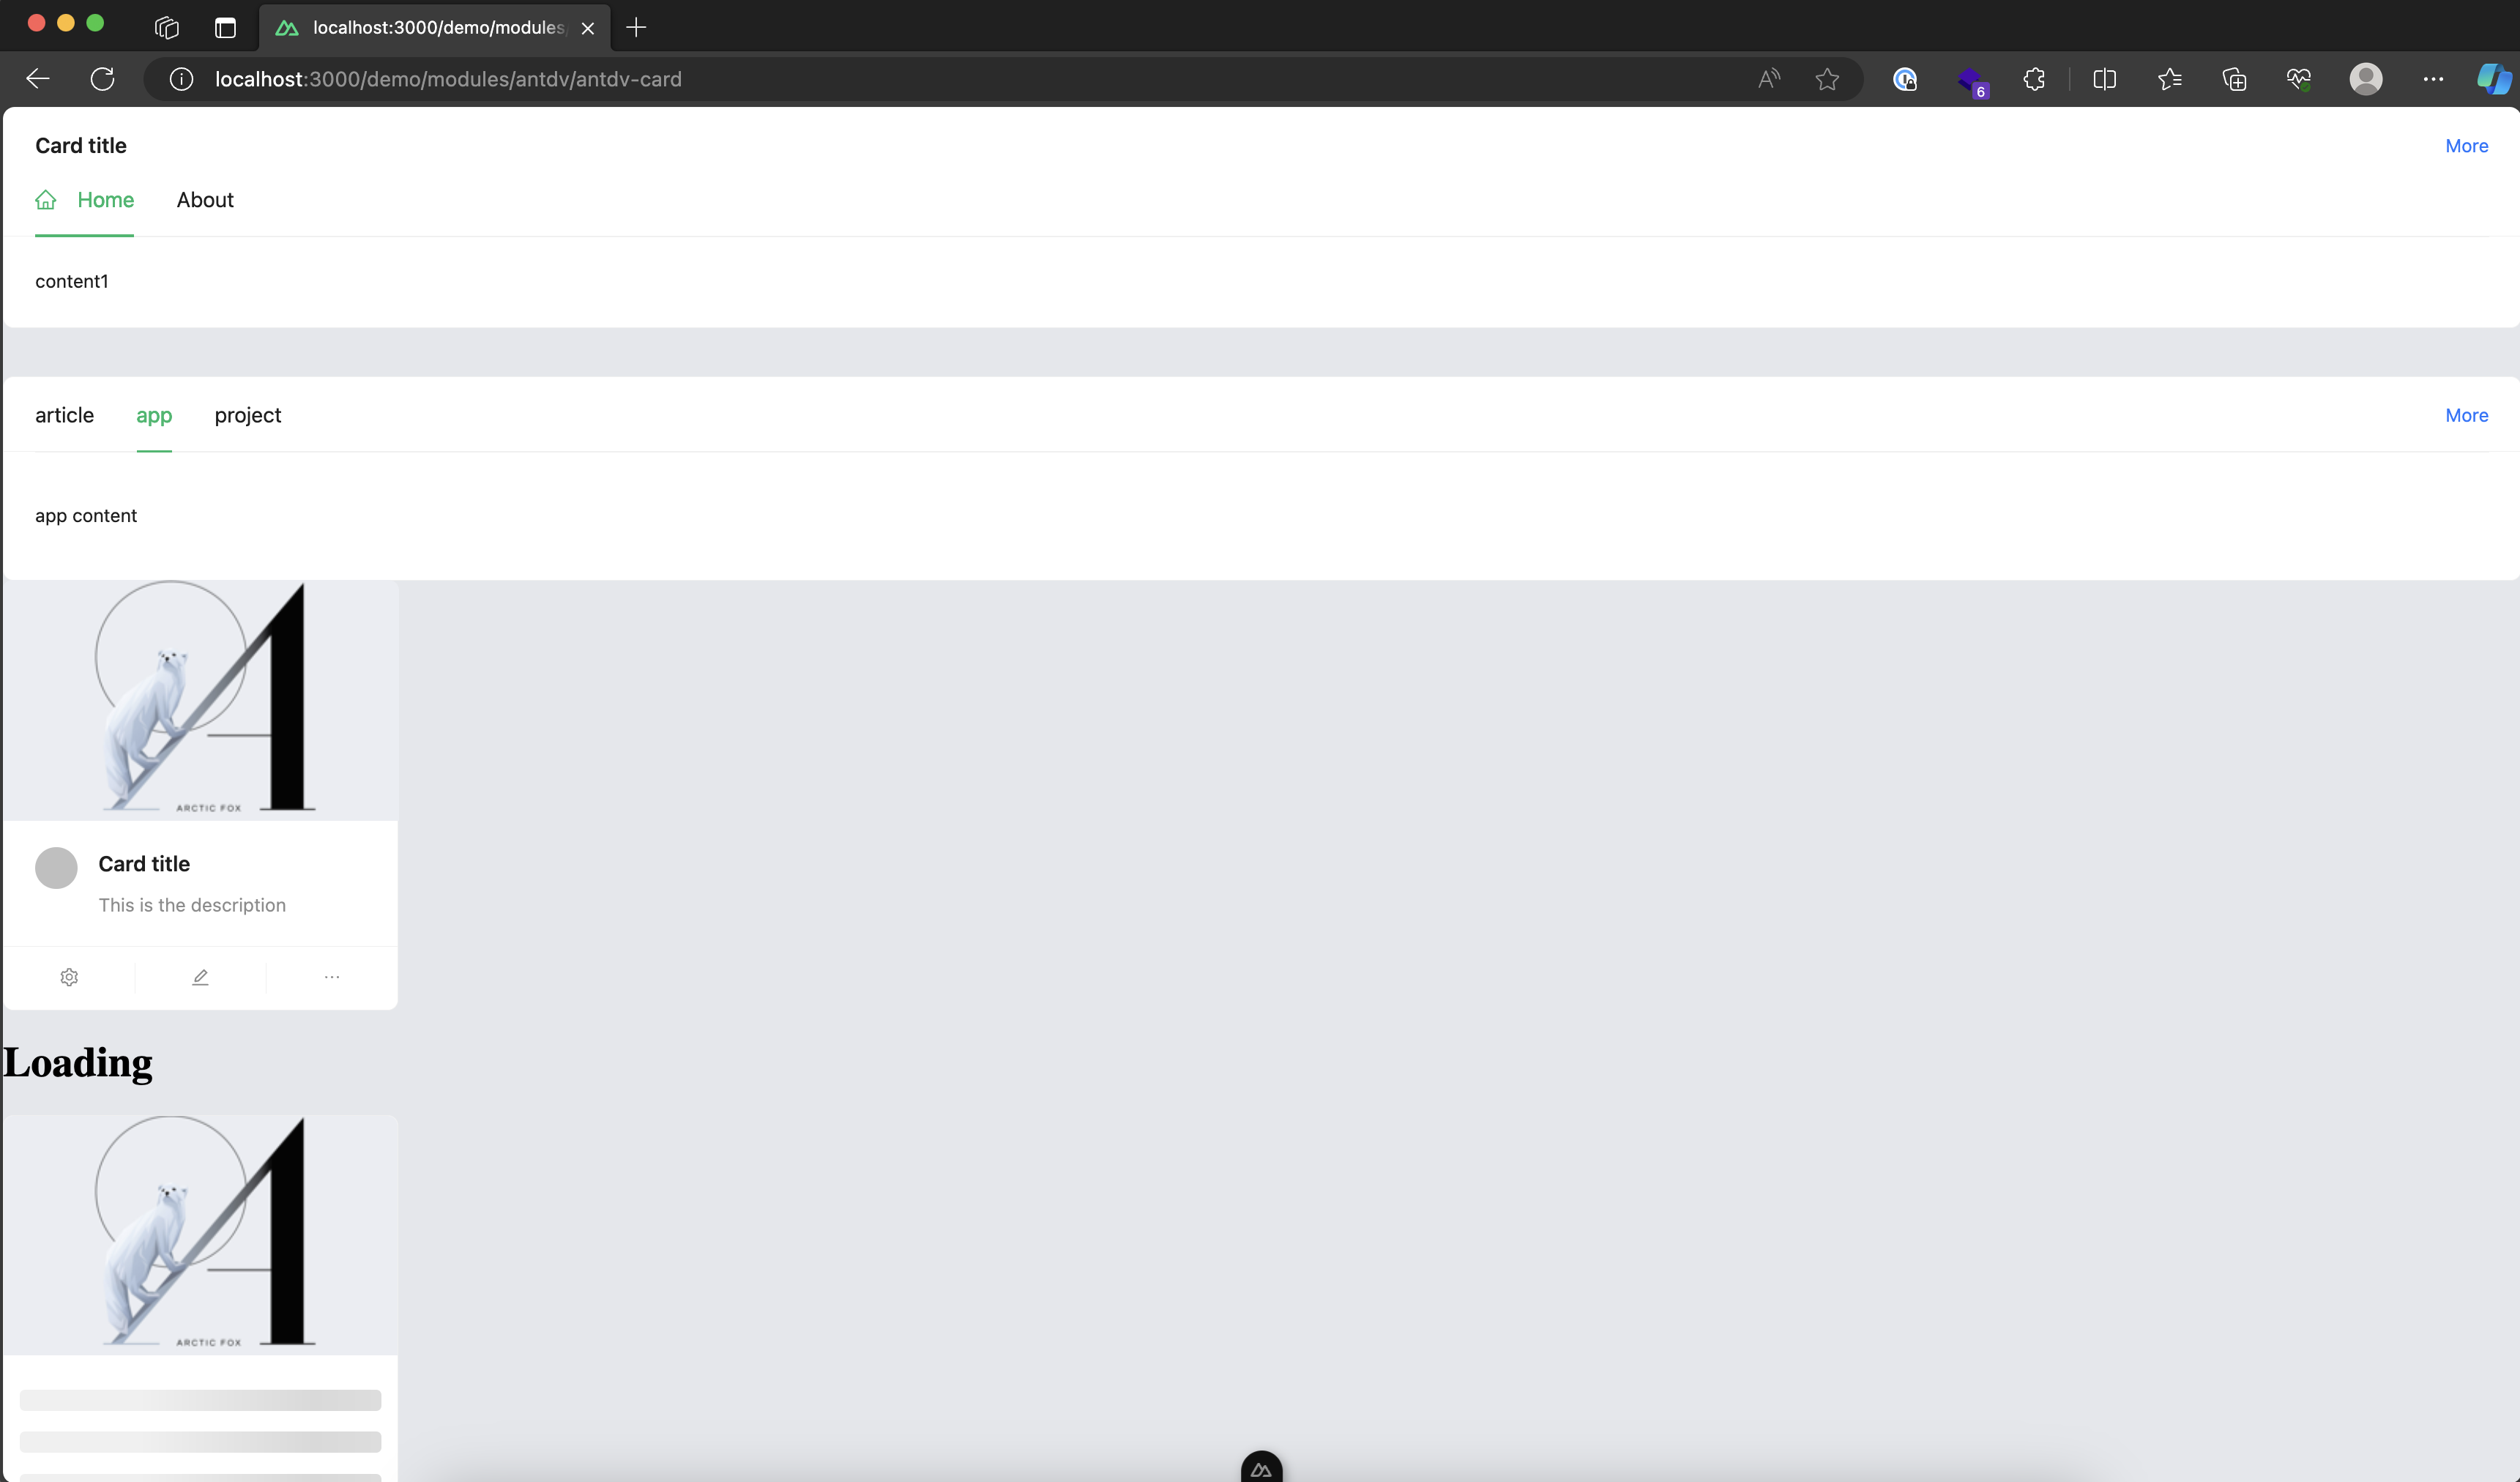 localhost:3000/demo/modules/
localhost:3000/demo/modules/antdv/antdv-card
6
Card title
More
Home
About
content1
article
app
project
More
app content
ARCTIC FOX
Card title
This is the description
Loading
ARCTIC FOX